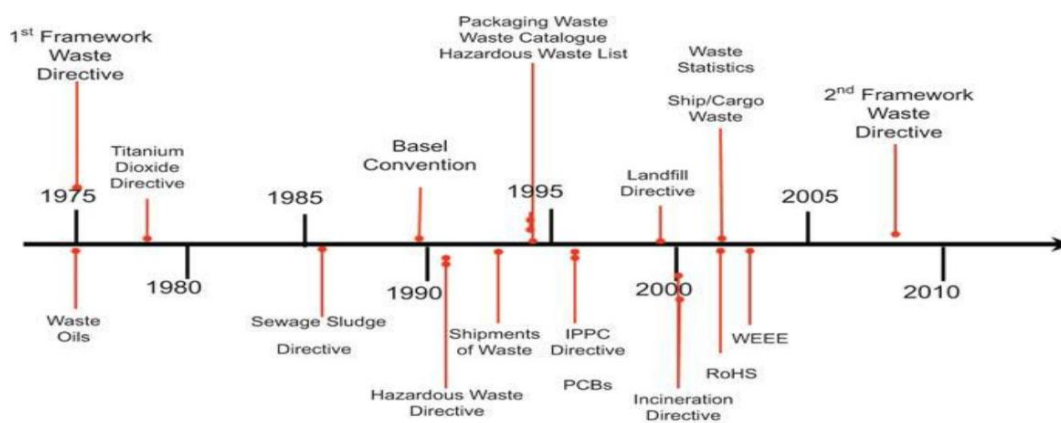 1st Framework
Waste
Directive
Titanium
Dioxide
Directive
Basel
Convention
Packaging Waste
Waste Catalogue
Hazardous Waste List
Landfill
Directive
Waste
Statistics
Ship/Cargo
Waste
2nd Framework
Waste
Directive
1975
1985
1995
2005
1980
1990
2000
2010
Waste
Oils
Sewage Sludge
Directive
Hazardous Waste
Directive
Shipments
of Waste
IPPC
Directive
PCBs
Incineration
Directive
RoHS
WEEE